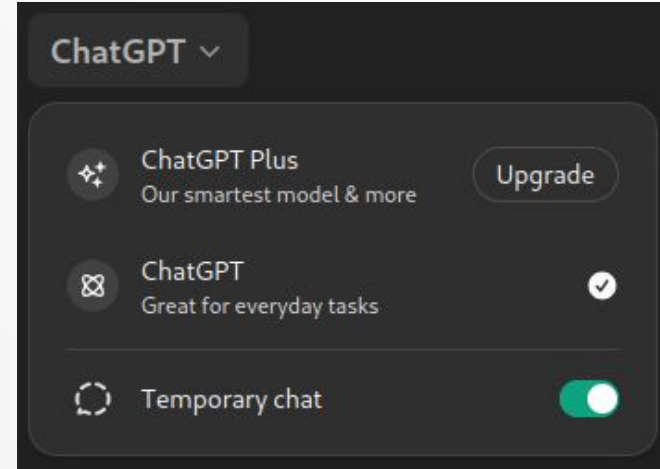 ChatGPT
ChatGPT Plus
Our smartest model & more
Upgrade
ChatGPT
Great for everyday tasks
Temporary chat